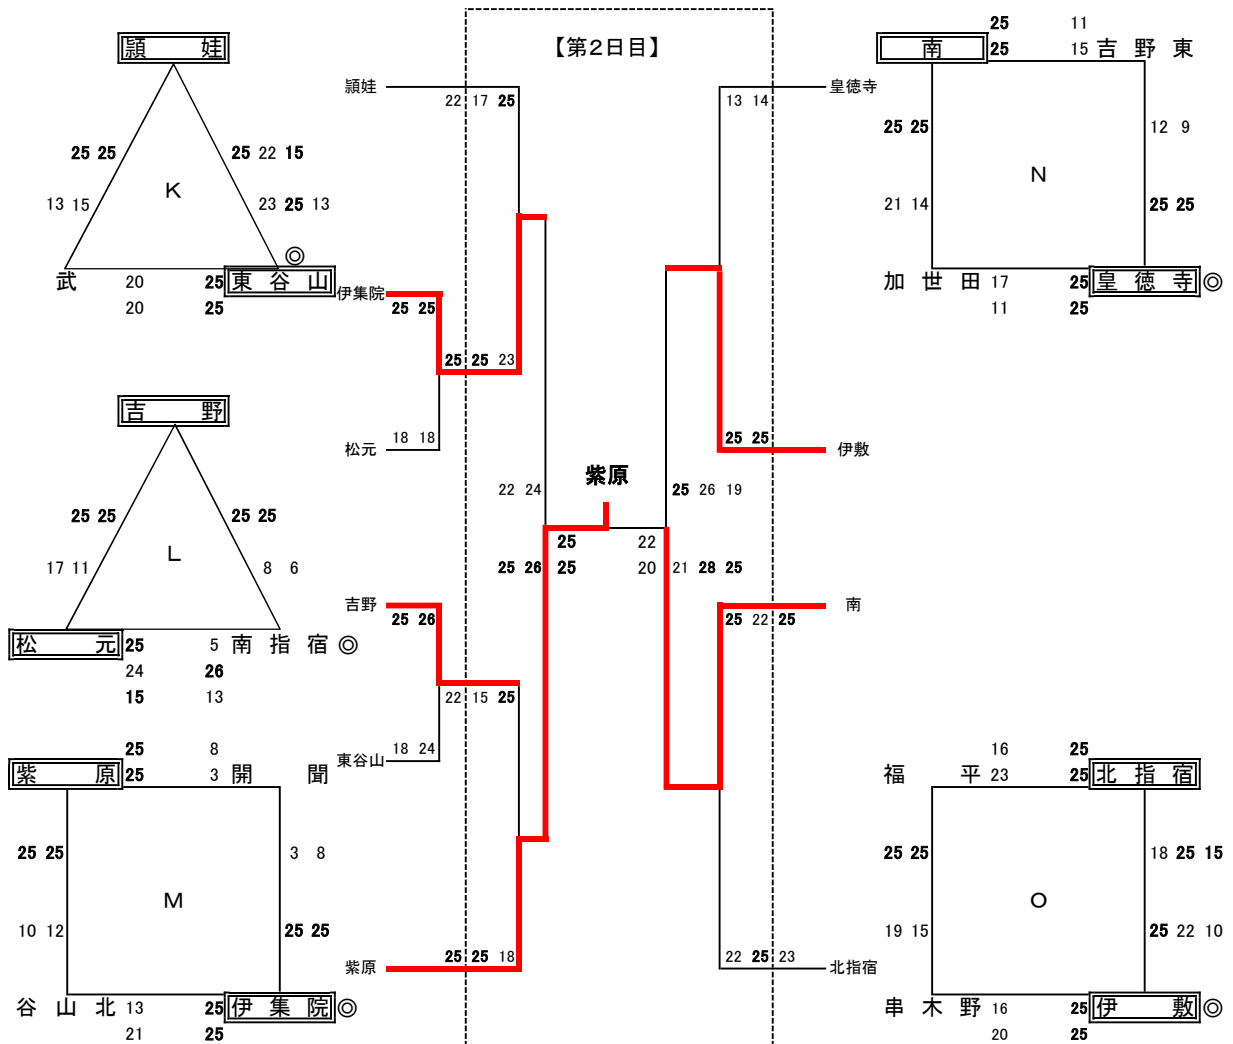 【第2日目】
頴　娃
25 25
25 22 15
K
13 15
23 25 13
◎
武 20 25 東谷山
20 25
吉　野
25 25
25 25
L
17 11
8 6
松　元 25 5 南指宿 ◎
24 26
15 13
25 8
紫　原 25 3 開　聞
25 25
3 8
M
10 12
25 25
谷山北 13 25 伊集院 ◎
21 25
頴娃
22 17 25
伊集院
25 25
25 25 23
松元
18 18
22 24
紫原
25 22
25 26 25 20 21 28 25
吉野
25 26
22 15 25
東谷山
18 24
紫原
25 25 18
皇徳寺
13 14
25 25
伊敷
25 26 19
南
25 22 25
22 25 23
北指宿
25 11
南 25 15 吉野東
25 25
12 9
N
21 14
25 25
加世田 17 25 皇徳寺 ◎
11 25
16 25
福　平 23 25 北指宿
25 25
18 25 15
O
19 15
25 22 10
串木野 16 25 伊　敷 ◎
20 25